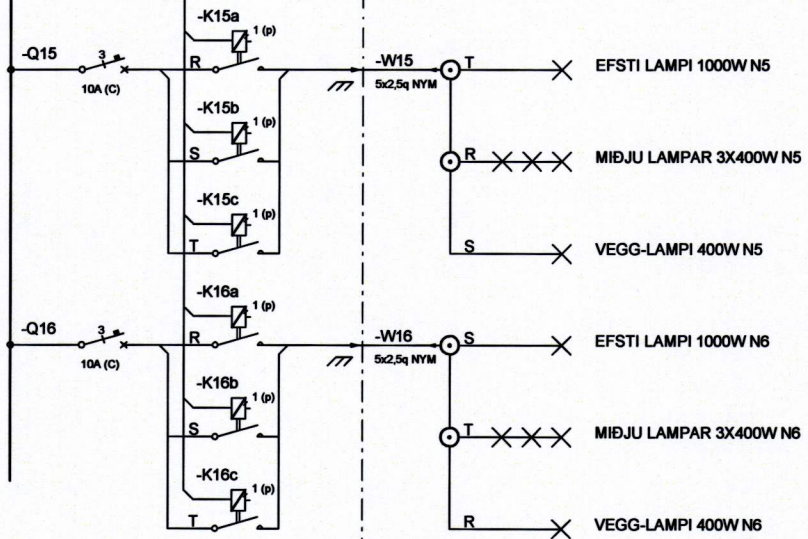 -K15a
1 (p)
-Q15
3
10A (C)
R
-W15
5x2,5q NYM
T
EFSTI LAMPI 1000W N5
-K15b
1 (p)
S
R
MIÐJU LAMPAR 3X400W N5
-K15c
1 (p)
T
S
VEGG-LAMPI 400W N5
-K16a
1 (p)
-Q16
3
10A (C)
R
-W16
5x2,5q NYM
S
EFSTI LAMPI 1000W N6
-K16b
1 (p)
S
T
MIÐJU LAMPAR 3X400W N6
-K16c
1 (p)
T
R
VEGG-LAMPI 400W N6